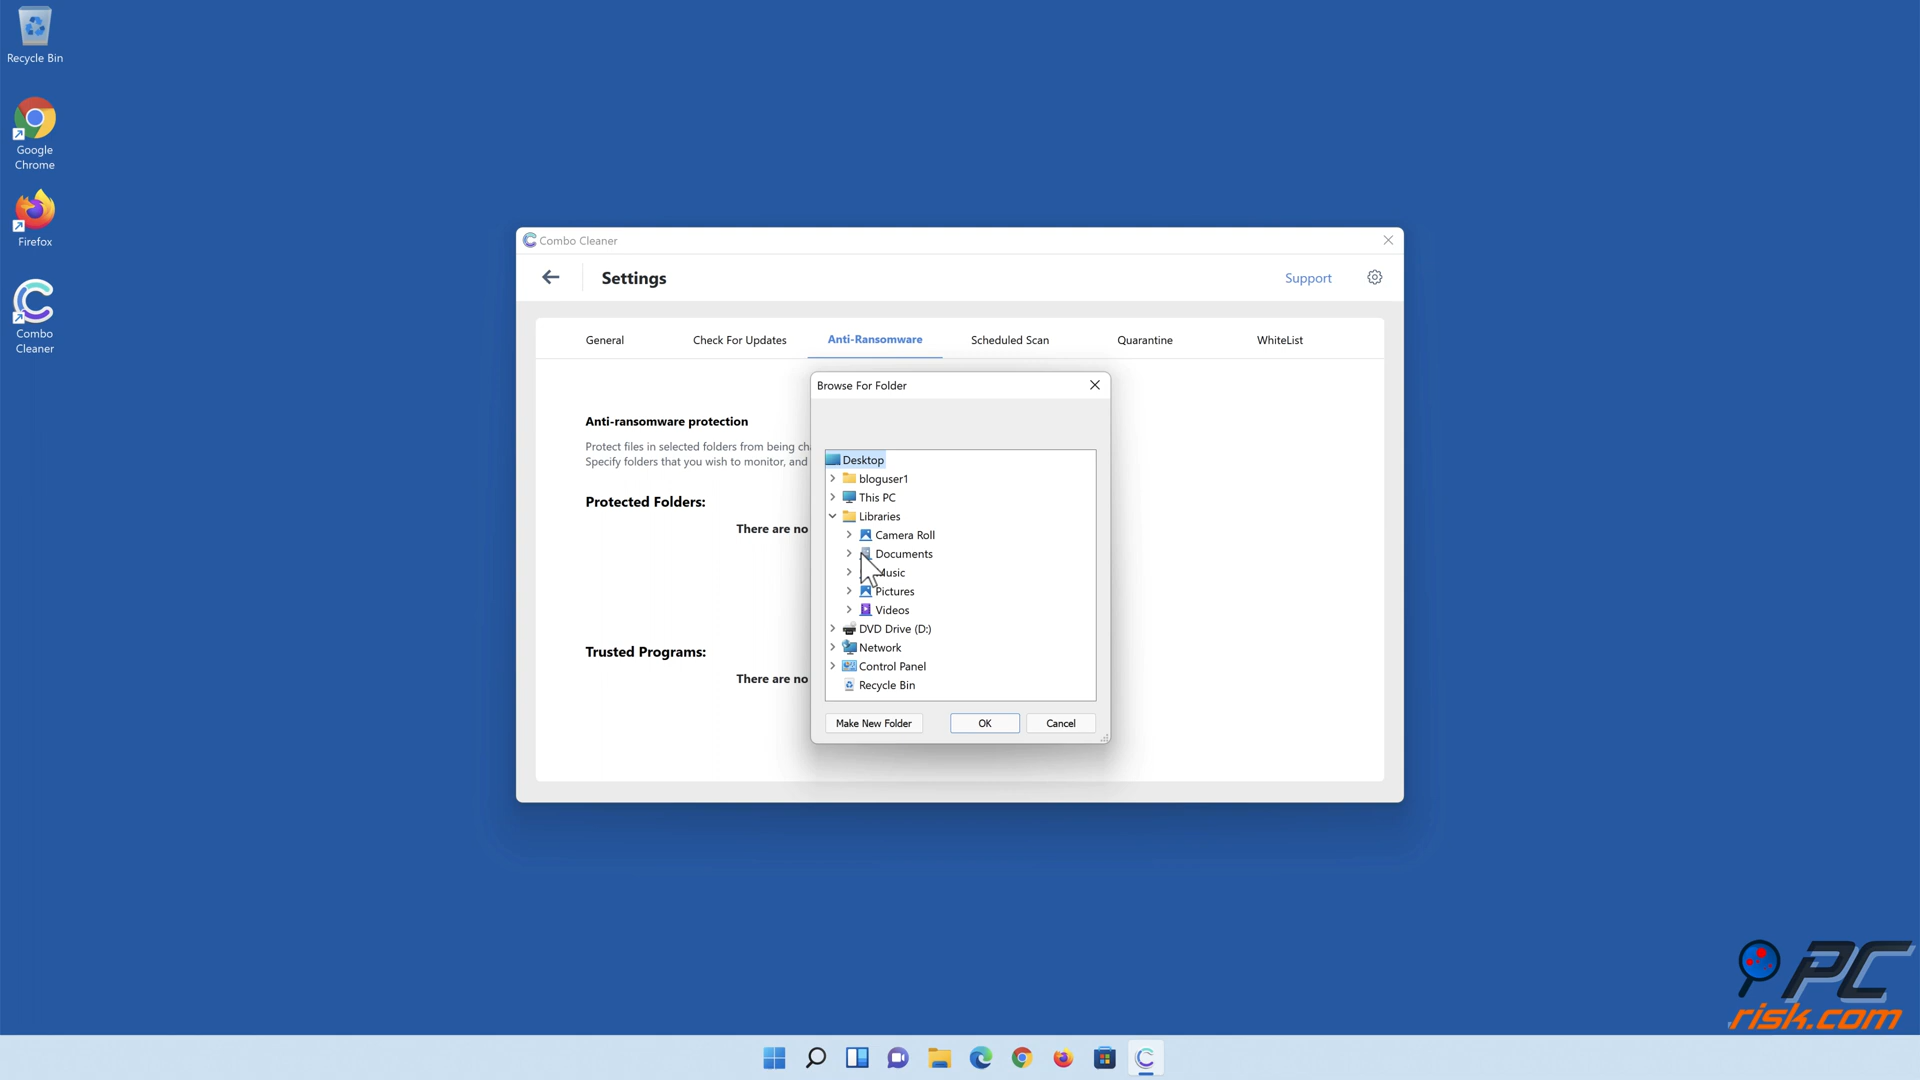 Recycle Bin
Google
Chrome
Firefox
Combo
Cleaner
Combo Cleaner
Settings
Support
General
Check For Updates
Anti-Ransomware
Scheduled Scan
Quarantine
WhiteList
Anti-ransomware protection
Protect files in selected folders from being
Specify folders that you wish to monitor, and
Protected Folders:
There are no
Trusted Programs:
There are no
Browse For Folder
Desktop
bloguser1
This PC
Libraries
Camera Roll
Documents
Pictures
Videos
DVD Drive (D:)
Network
Control Panel
Recycle Bin
Make New Folder
OK
Cancel
PC
risk.com